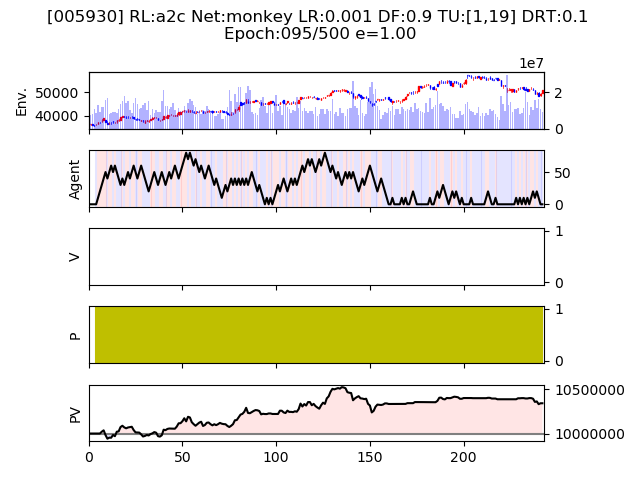 [005930] RL:a2c Net:monkey LR:0.001 DF:0.9 TU:[1,19] DRT:0.1
Epoch:095/500 e=1.00
1e7
Env.
50000
40000
2
0
Agent
50
0
V
1
0
P
1
0
PV
10500000
10000000
0 50 100 150 200